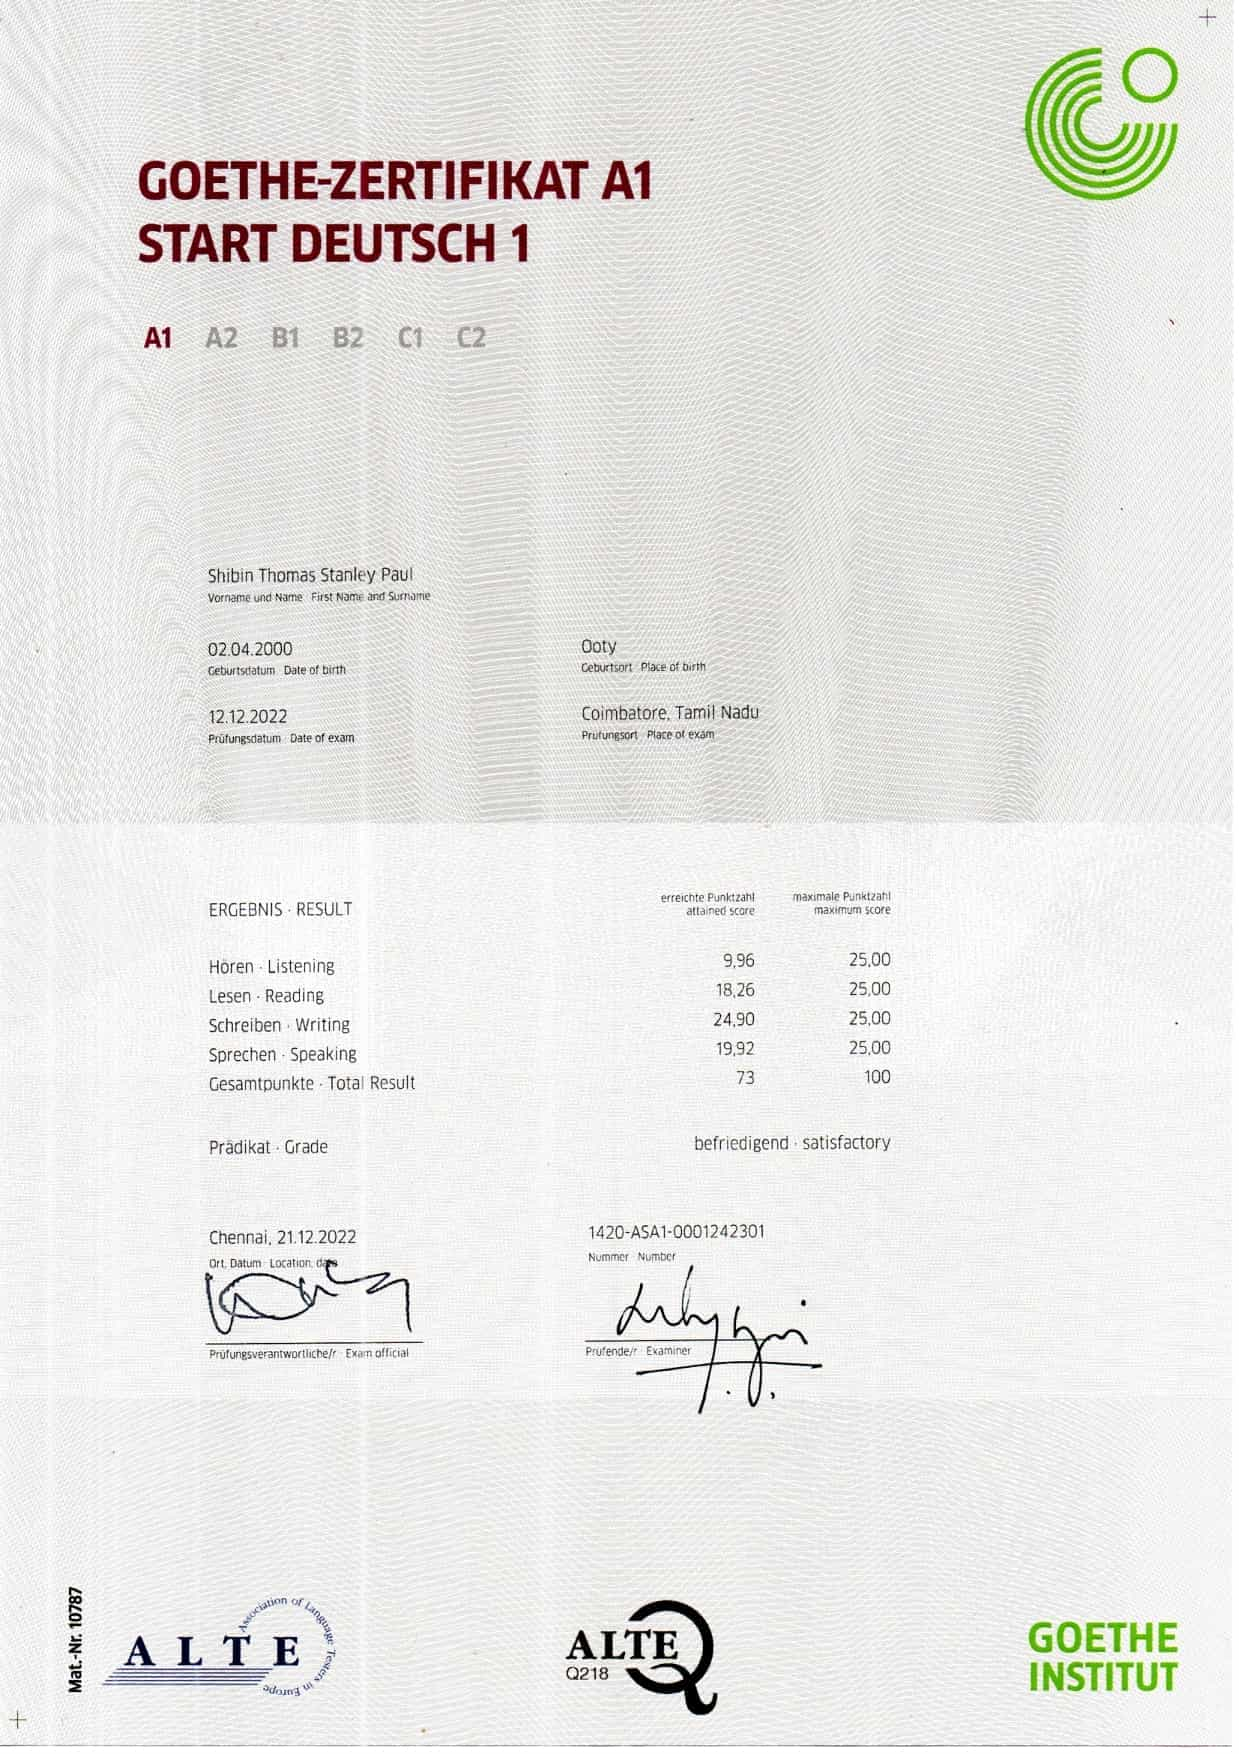 GOETHE-ZERTIFIKAT A1
START DEUTSCH 1
A1 A2 B1 B2 C1 C2
Shibin Thomas Stanley Paul
Vorname und Name · First Name and Surname
02.04.2000 Ooty
Geburtsdatum · Date of birth Geburtsort · Place of birth
12.12.2022 Coimbatore, Tamil Nadu
Prüfungsdatum · Date of exam Prüfungsort · Place of exam
erreichte Punktzahl maximale Punktzahl
ERGEBNIS · RESULT attained score maximum score
Hören · Listening 9,96 25,00
Lesen · Reading 18,26 25,00
Schreiben · Writing 24,90 25,00
Sprechen · Speaking 19,92 25,00
Gesamtpunkte · Total Result 73 100
Prädikat · Grade befriedigend · satisfactory
Chennai, 21.12.2022 1420-ASA1-0001242301
Ort, Datum · Location, date Nummer · Number
Prüfungsverantwortliche/r · Exam official Prüfende/r · Examiner
Mat.-Nr. 10787
ALTE
Association of Language Testers in Europe
ALTE
Q218
GOETHE
INSTITUT